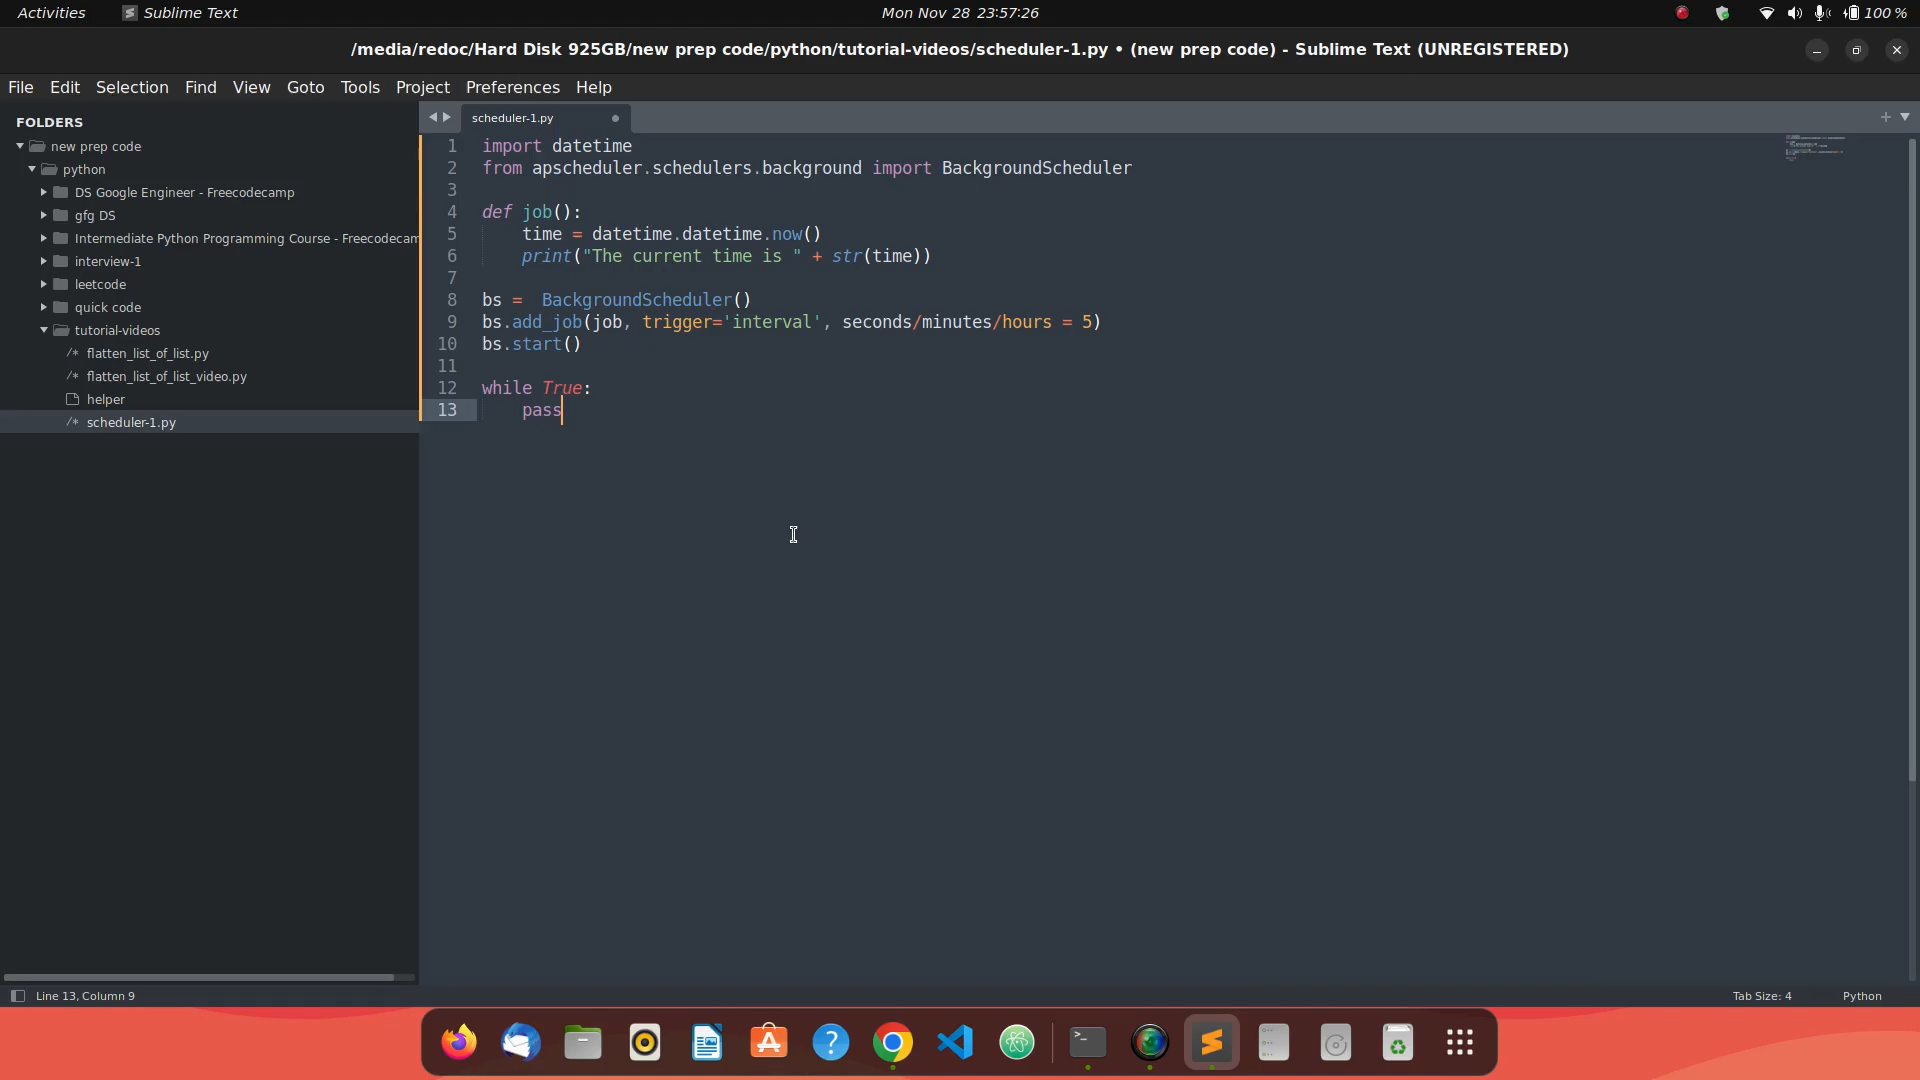 Activities Sublime Text Mon Nov 28 23:57:26 100 %
/media/redoc/Hard Disk 925GB/new prep code/python/tutorial-videos/scheduler-1.py • (new prep code) - Sublime Text (UNREGISTERED)
File Edit Selection Find View Goto Tools Project Preferences Help
FOLDERS
new prep code
python
DS Google Engineer - Freecodecamp
gfg DS
Intermediate Python Programming Course - Freecodecam
interview-1
leetcode
quick code
tutorial-videos
/* flatten_list_of_list.py
/* flatten_list_of_list_video.py
helper
/* scheduler-1.py
scheduler-1.py
1 import datetime
2 from apscheduler.schedulers.background import BackgroundScheduler
3
4 def job():
5 time = datetime.datetime.now()
6 print("The current time is " + str(time))
7
8 bs =  BackgroundScheduler()
9 bs.add_job(job, trigger='interval', seconds/minutes/hours = 5)
10 bs.start()
11
12 while True:
13 pass
Line 13, Column 9 Tab Size: 4 Python